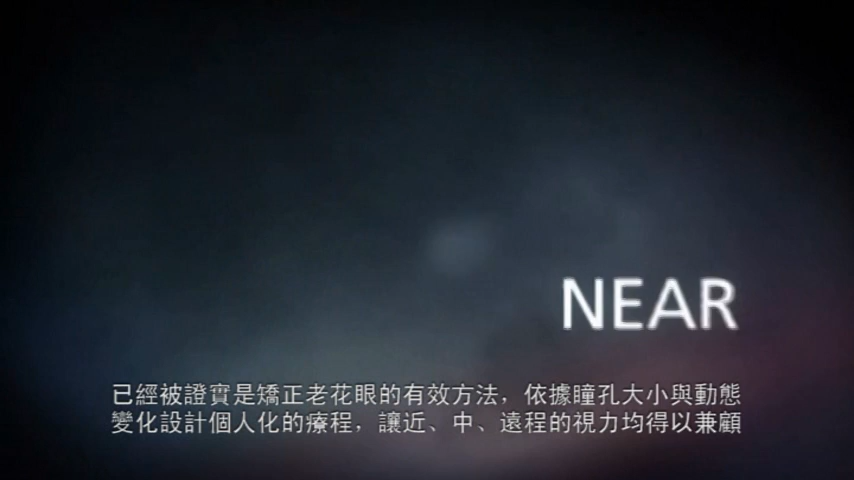 NEAR
已經被證實是矯正老花眼的有效方法，依據瞳孔大小與動態
變化設計個人化的療程，讓近、中、遠程的視力均得以兼顧